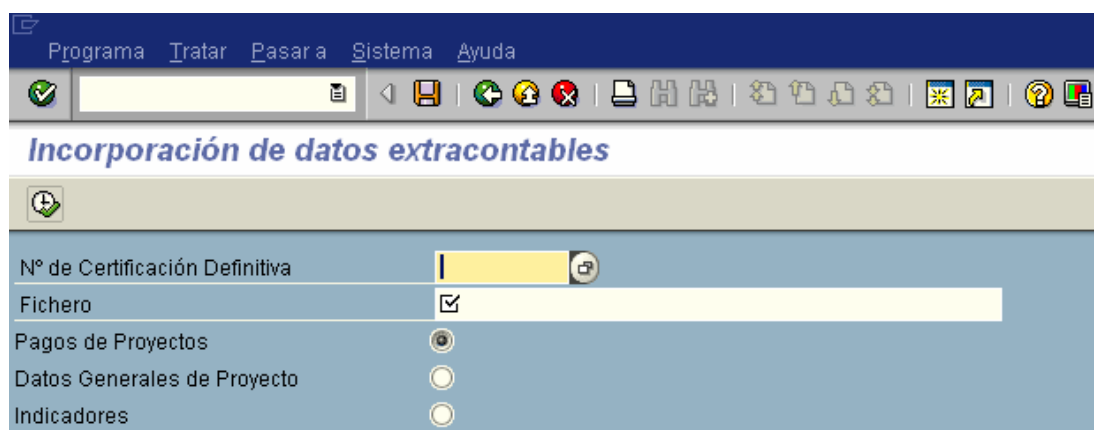 Programa Tratar Pasar a Sistema Ayuda
Incorporación de datos extracontables
Nº de Certificación Definitiva
Fichero
Pagos de Proyectos
Datos Generales de Proyecto
Indicadores